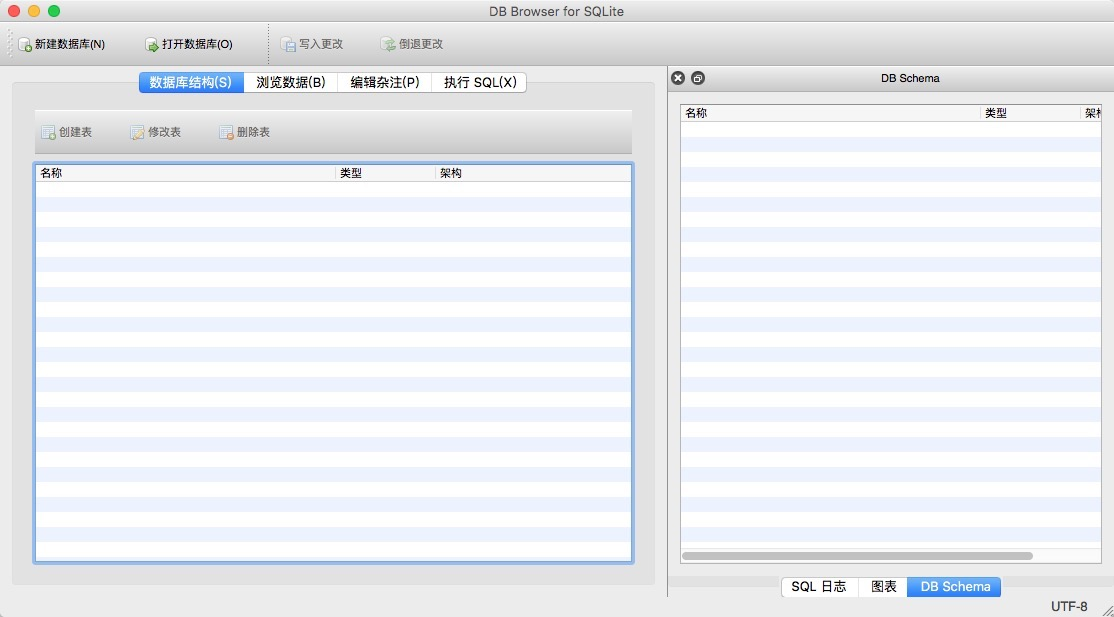 DB Browser for SQLite
新建数据库(N) 打开数据库(O) 写入更改 倒退更改
数据库结构(S) 浏览数据(B) 编辑杂注(P) 执行 SQL(X)
创建表 修改表 删除表
名称 类型 架构
DB Schema
名称 类型 架构
SQL 日志 图表 DB Schema
UTF-8